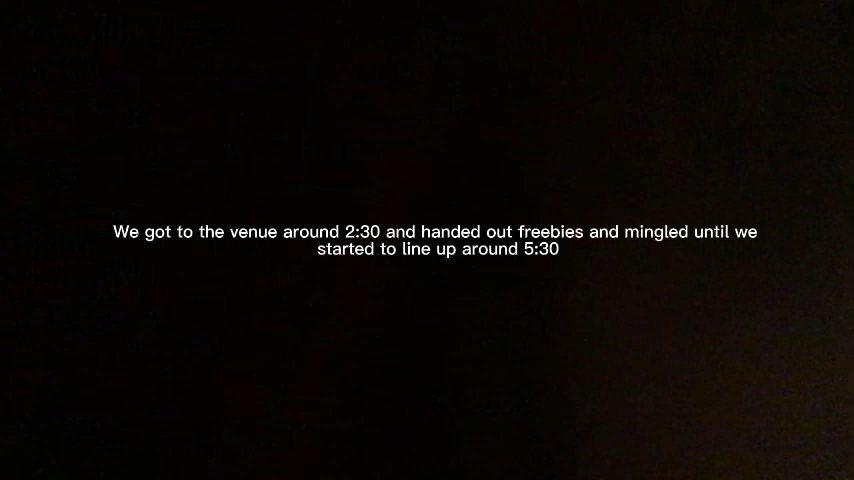 We got to the venue around 2:30 and handed out freebies and mingled until we
started to line up around 5:30